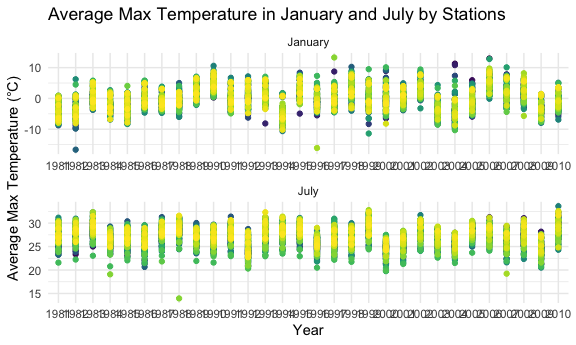 Average Max Temperature in January and July by Stations
January
10
0
-10
1981 1982 1983 1984 1985 1986 1987 1988 1989 1990 1991 1992 1993 1994 1995 1996 1997 1998 1999 2000 2001 2002 2003 2004 2005 2006 2007 2008 2009 2010
July
30
25
20
15
1981 1982 1983 1984 1985 1986 1987 1988 1989 1990 1991 1992 1993 1994 1995 1996 1997 1998 1999 2000 2001 2002 2003 2004 2005 2006 2007 2008 2009 2010
Year
Average Max Temperature (°C)